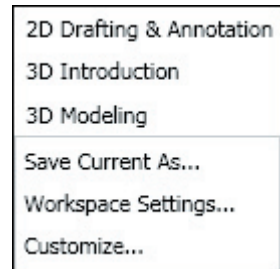 2D Drafting & Annotation
3D Introduction
3D Modeling
Save Current As...
Workspace Settings...
Customize...